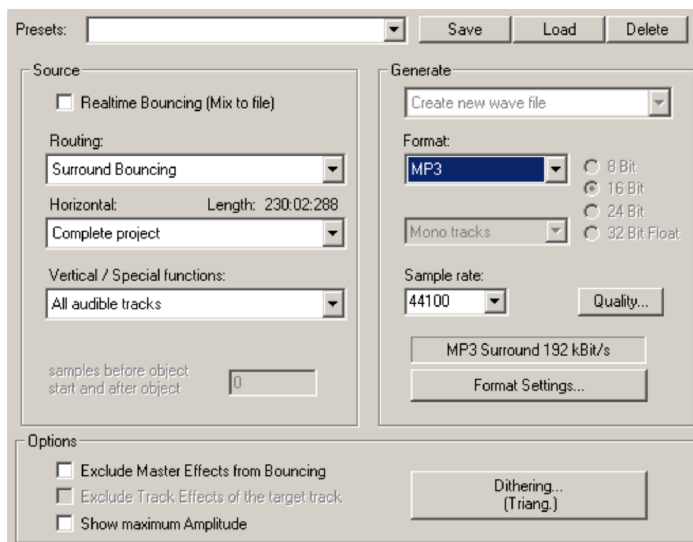 Presets: Save Load Delete
Source
Realtime Bouncing (Mix to file)
Routing:
Surround Bouncing
Horizontal: Length: 230:02:288
Complete project
Vertical / Special functions:
All audible tracks
samples before object
start and after object 0
Generate
Create new wave file
Format:
MP3
8 Bit
16 Bit
24 Bit
32 Bit Float
Mono tracks
Sample rate:
44100 Quality...
MP3 Surround 192 kBit/s
Format Settings...
Options
Exclude Master Effects from Bouncing
Exclude Track Effects of the target track
Show maximum Amplitude
Dithering...
(Triang.)